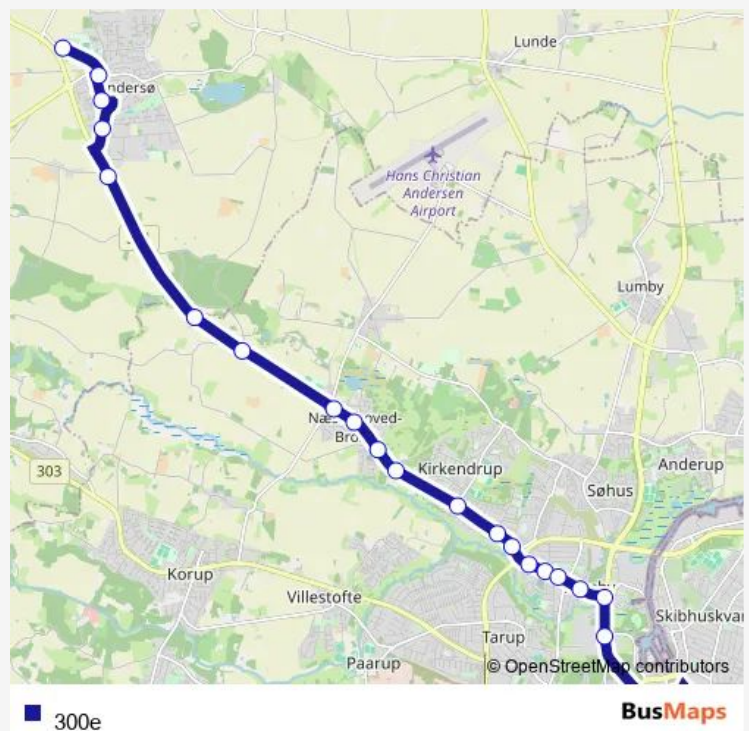 Lunde
ndersø
Hans Christian
Andersen
Airport
Lumby
Kirkendrup
303
Anderup
Søhus
Korup
Villestofte
Skibhuskvar
Tarup
Paarup
© OpenStreetMap contributors
300e
BusMaps